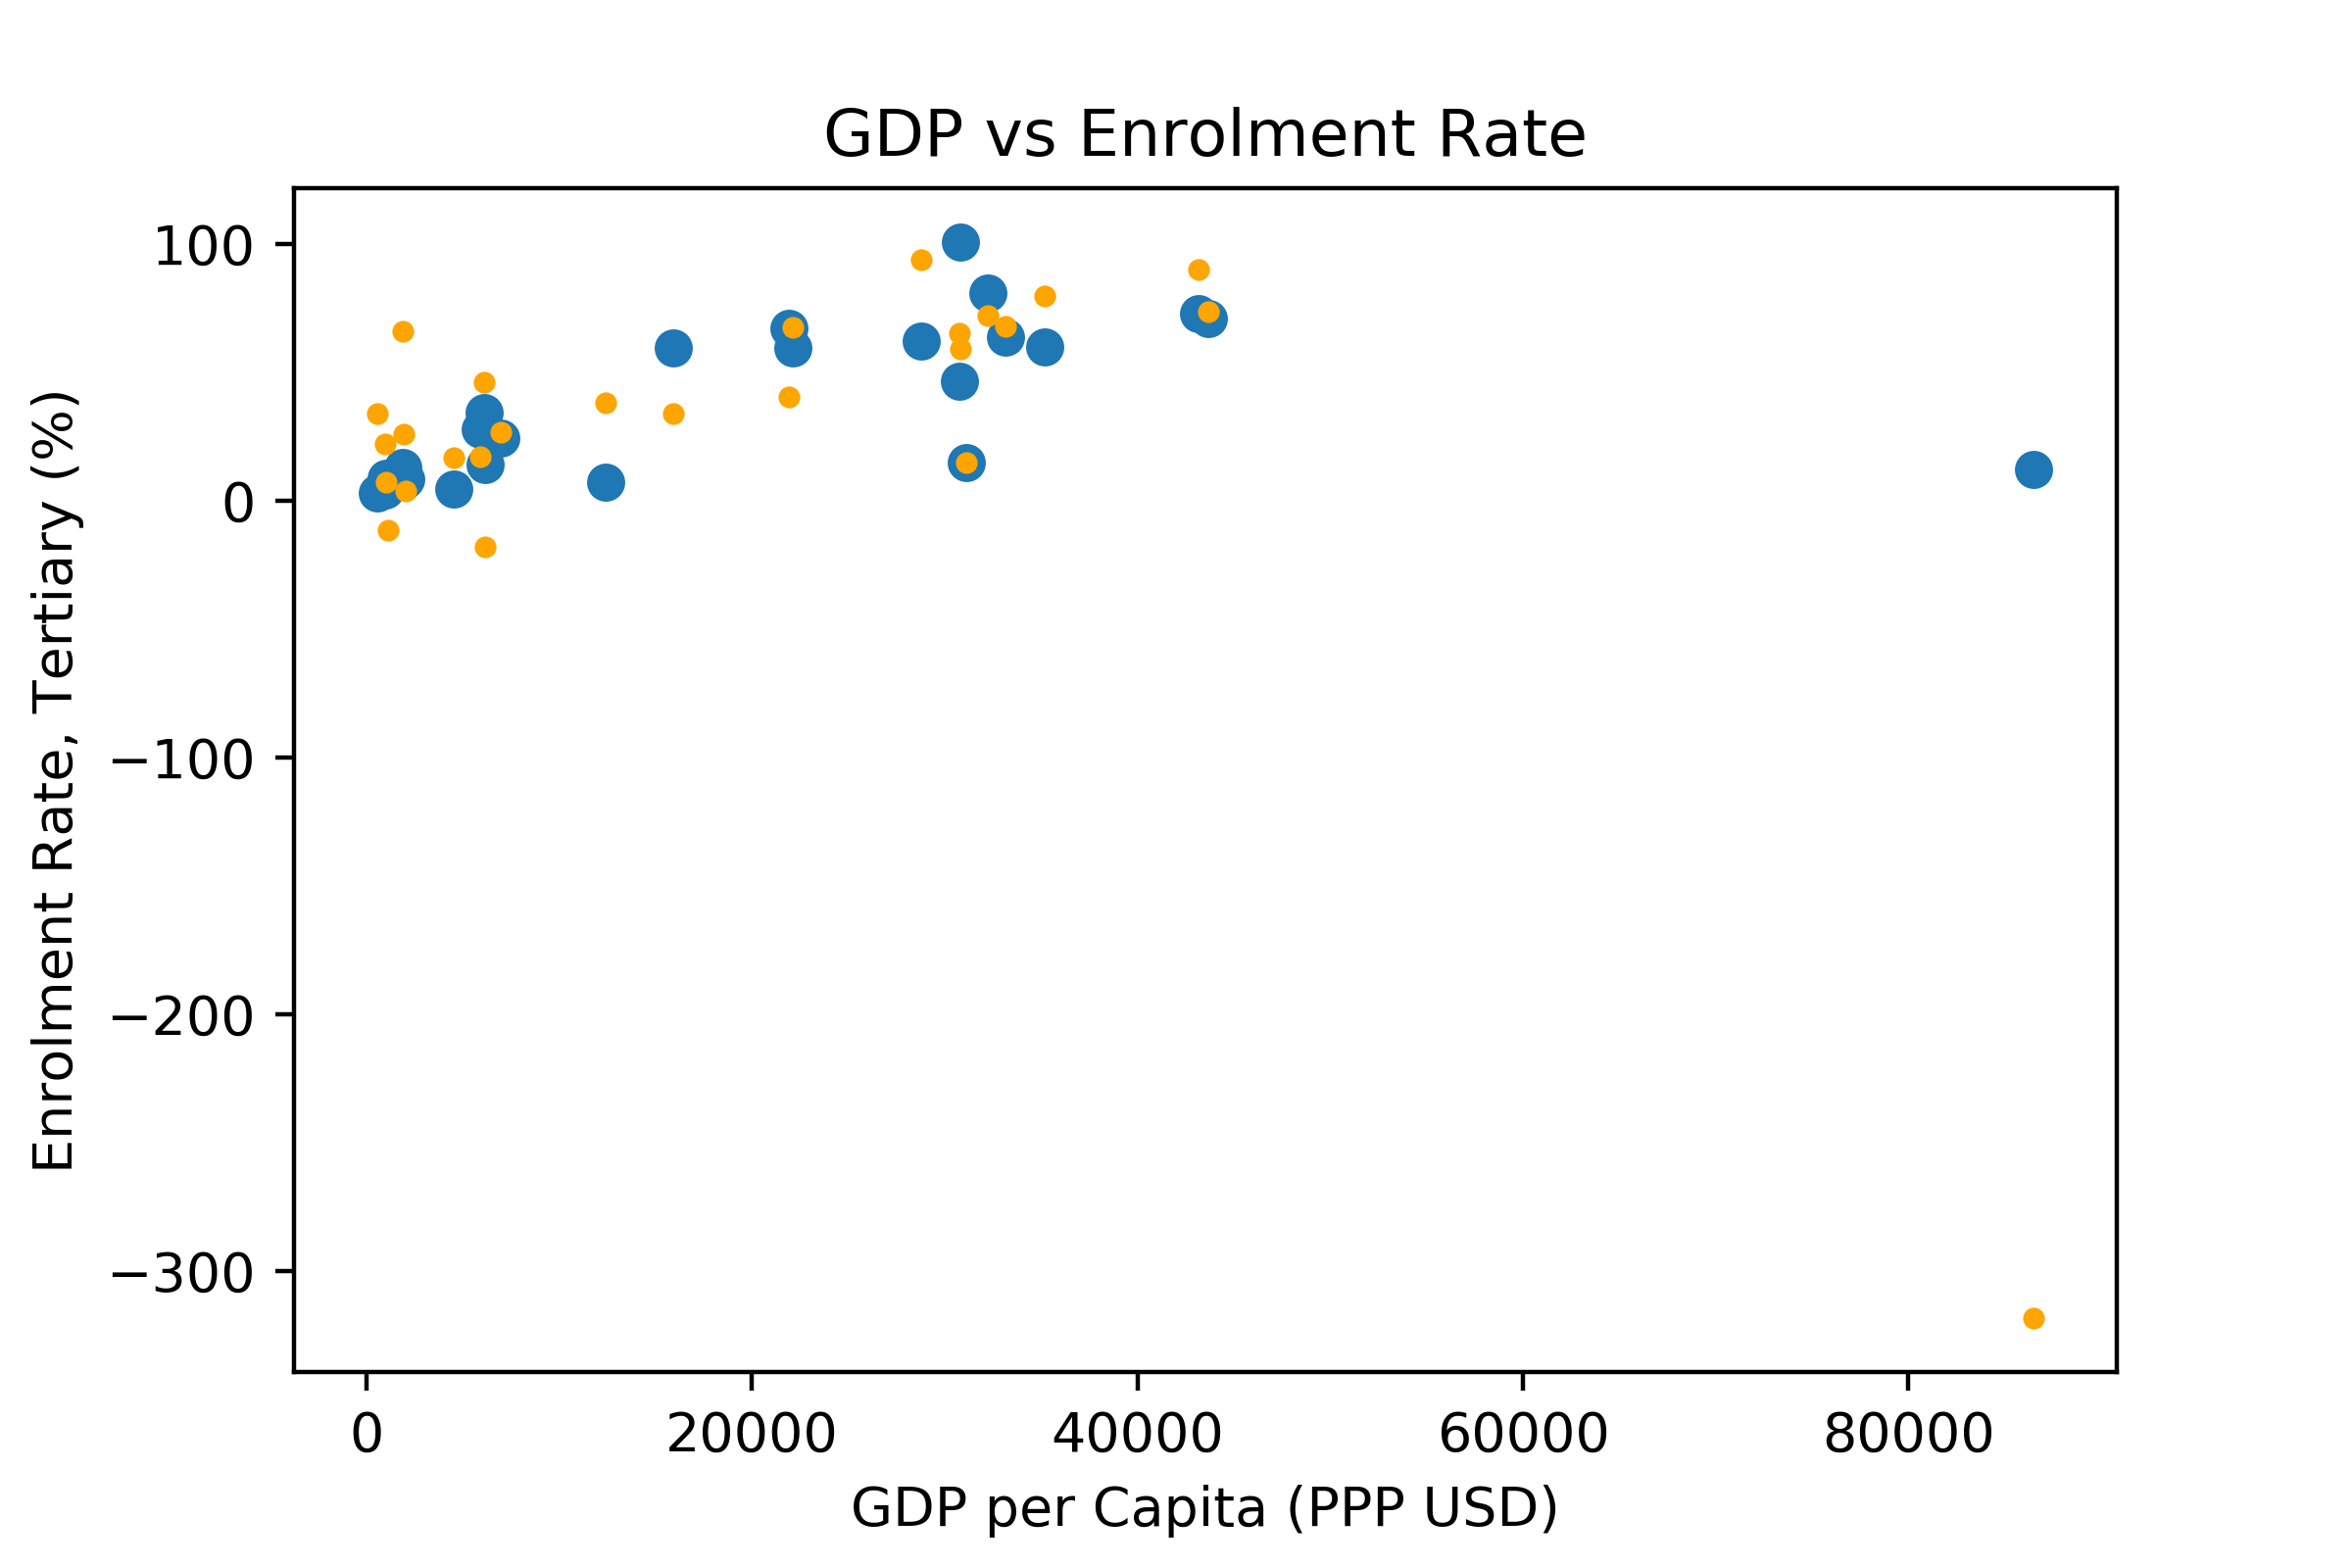 GDP vs Enrolment Rate
Enrolment Rate, Tertiary (%)
100
0
−100
−200
−300
0 20000 40000 60000 80000
GDP per Capita (PPP USD)